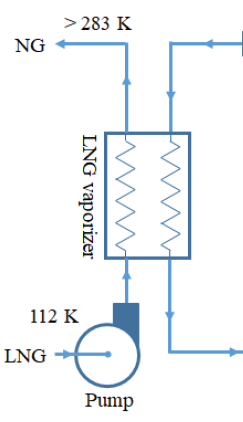 > 283 K
NG
LNG vaporizer
112 K
LNG
Pump